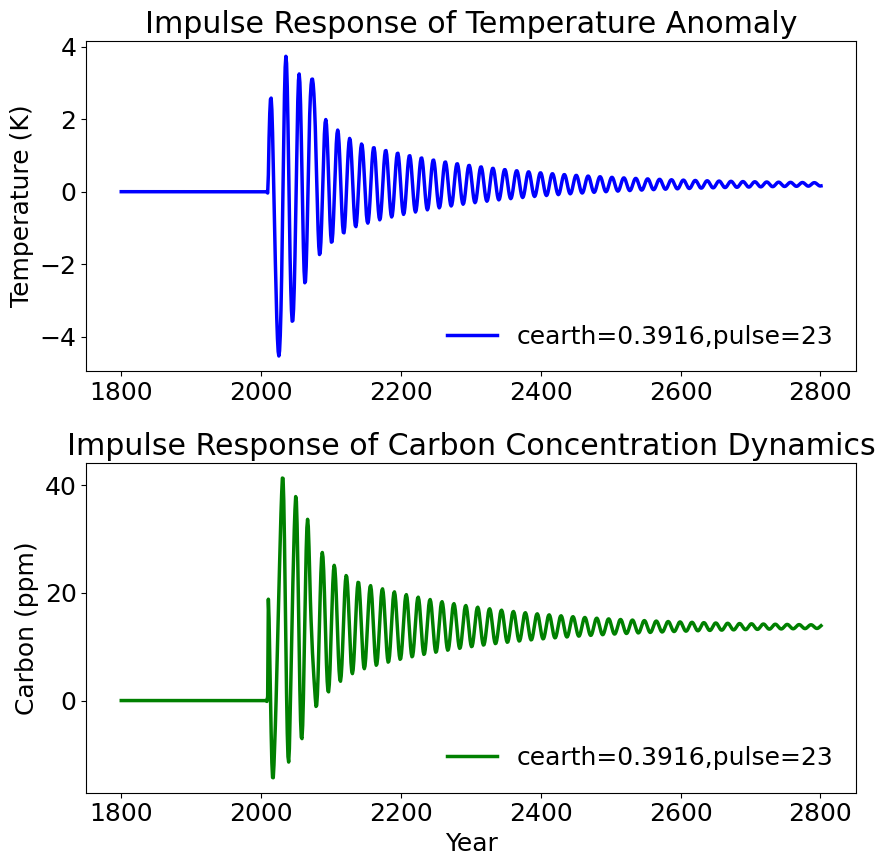 Impulse Response of Temperature Anomaly
Temperature (K)
4
2
0
−2
−4
cearth=0.3916,pulse=23
1800 2000 2200 2400 2600 2800
Impulse Response of Carbon Concentration Dynamics
Carbon (ppm)
40
20
0
cearth=0.3916,pulse=23
1800 2000 2200 2400 2600 2800
Year